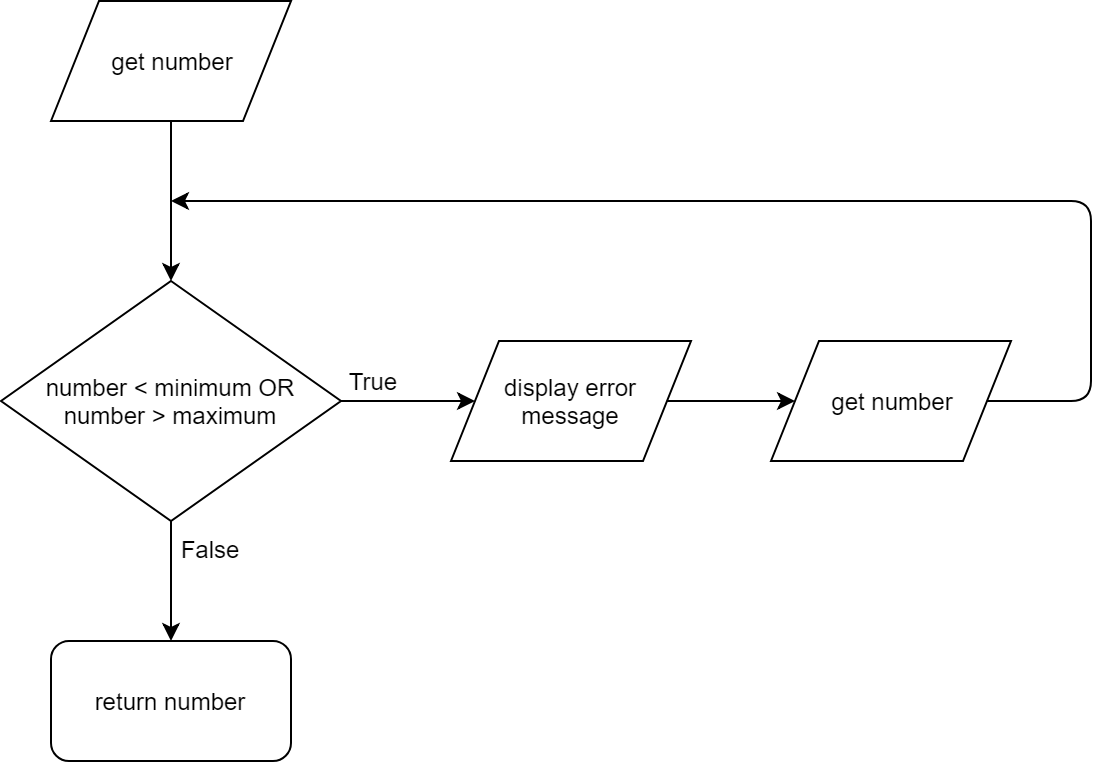 get number
number < minimum OR
number > maximum
True
display error
message
get number
False
return number